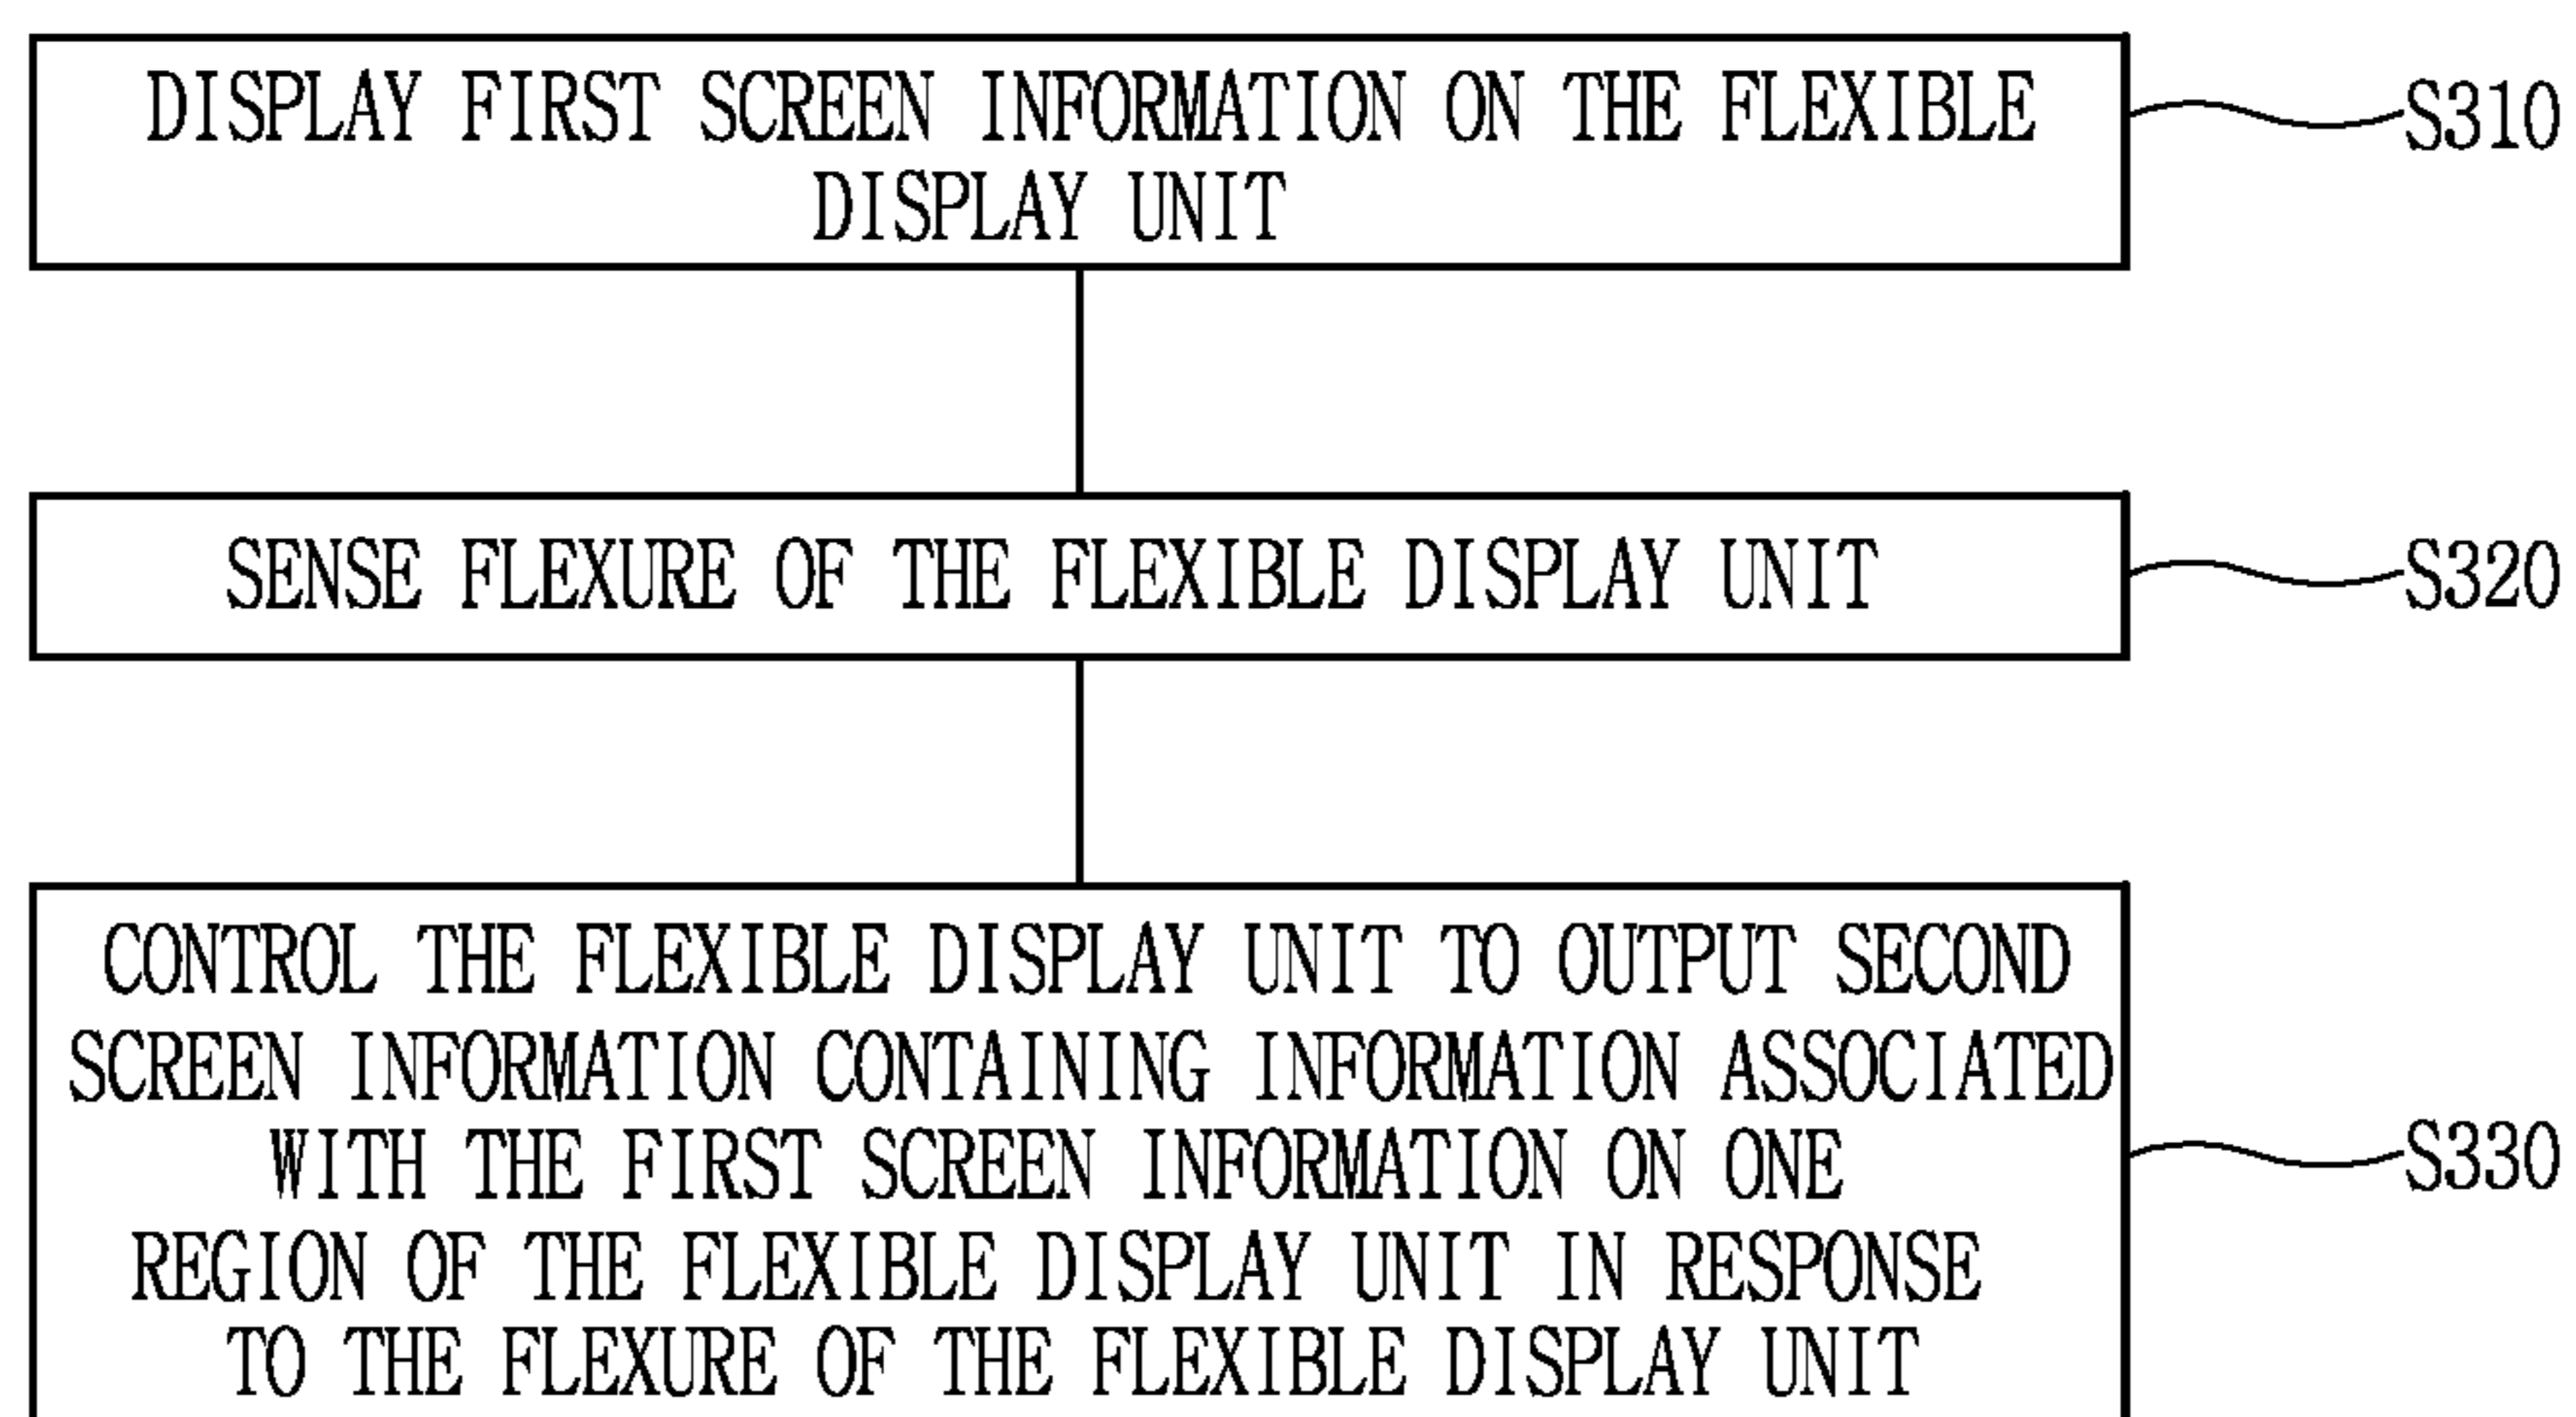 DISPLAY FIRST SCREEN INFORMATION ON THE FLEXIBLE
DISPLAY UNIT
S310
SENSE FLEXURE OF THE FLEXIBLE DISPLAY UNIT
S320
CONTROL THE FLEXIBLE DISPLAY UNIT TO OUTPUT SECOND
SCREEN INFORMATION CONTAINING INFORMATION ASSOCIATED
WITH THE FIRST SCREEN INFORMATION ON ONE
REGION OF THE FLEXIBLE DISPLAY UNIT IN RESPONSE
TO THE FLEXURE OF THE FLEXIBLE DISPLAY UNIT
S330